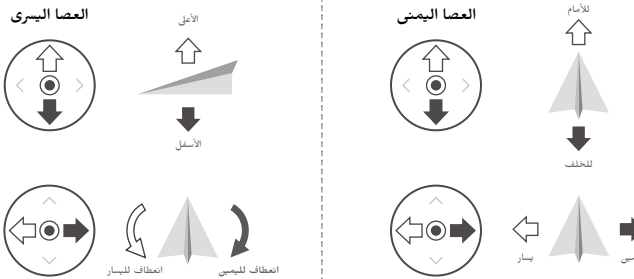 العصا اليسرى
العصا اليمنى
الأعلى
للأمام
الأسفل
للخلف
انعطاف لليسار
انعطاف لليمين
يسار